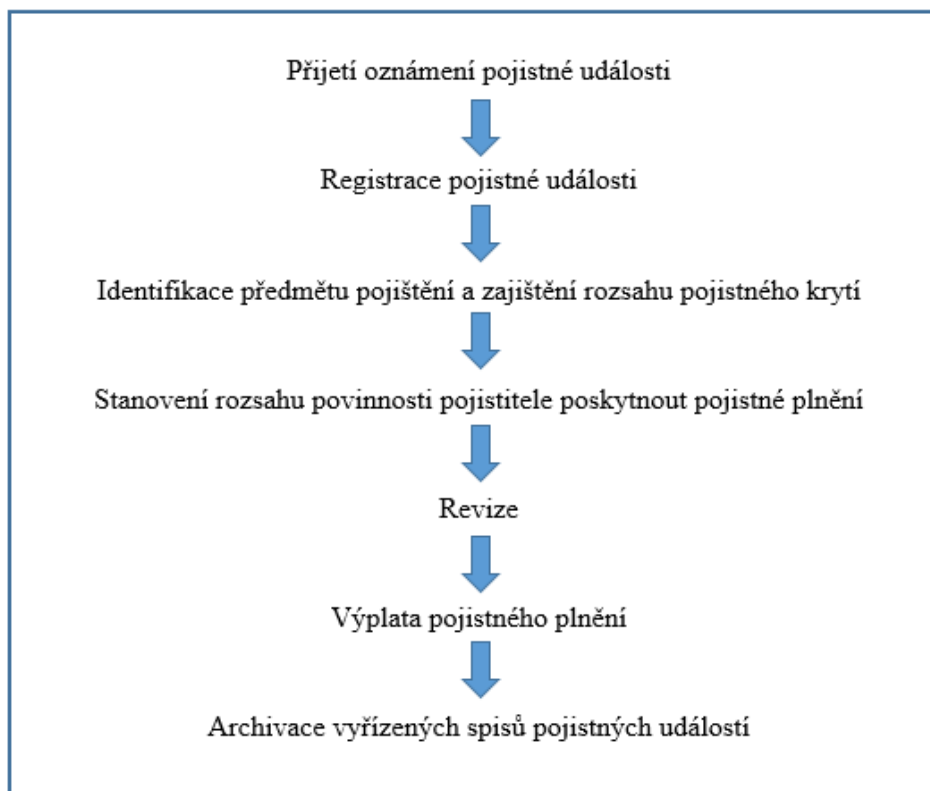 Přijetí oznámení pojistné události
Registrace pojistné události
Identifikace předmětu pojištění a zajištění rozsahu pojistného krytí
Stanovení rozsahu povinnosti pojistitele poskytnout pojistné plnění
Revize
Výplata pojistného plnění
Archivace vyřízených spisů pojistných událostí